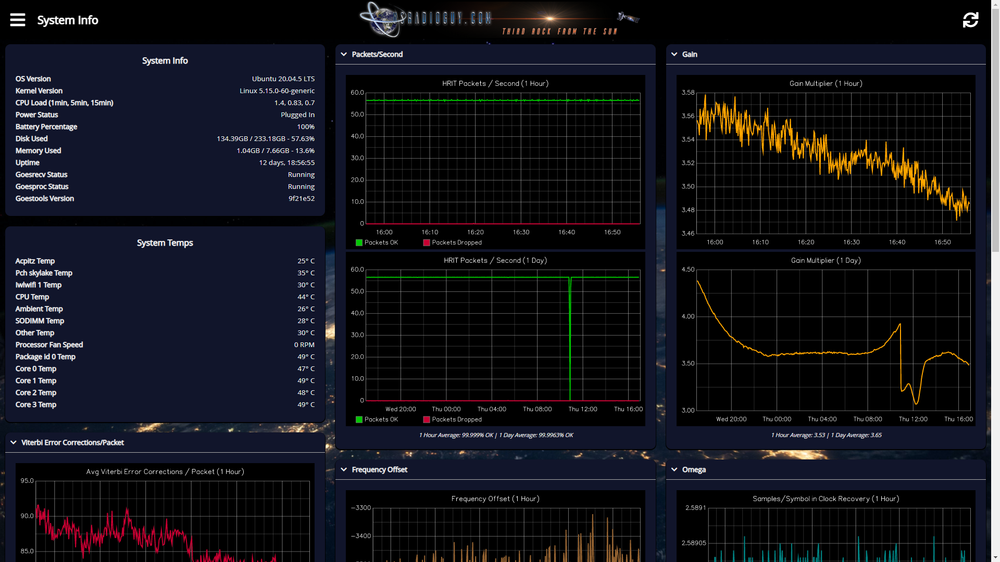 System Info
USRADIOGUY.COM
THIRD ROCK FROM THE SUN
System Info
OS Version Ubuntu 20.04.5 LTS
Kernel Version Linux 5.15.0-60-generic
CPU Load (1min, 5min, 15min) 1.4, 0.83, 0.7
Power Status Plugged In
Battery Percentage 100%
Disk Used 134.39GB / 233.18GB - 57.63%
Memory Used 1.04GB / 7.66GB - 13.6%
Uptime 12 days, 18:56:55
Goesrecv Status Running
Goesproc Status Running
Goestools Version 9f21e52
System Temps
Acpitz Temp 25° C
Pch skylake Temp 35° C
Iwlwifi 1 Temp 30° C
CPU Temp 44° C
Ambient Temp 26° C
SODIMM Temp 28° C
Other Temp 30° C
Processor Fan Speed 0 RPM
Package id 0 Temp 49° C
Core 0 Temp 47° C
Core 1 Temp 49° C
Core 2 Temp 48° C
Core 3 Temp 49° C
Viterbi Error Corrections/Packet
Avg Viterbi Error Corrections / Packet (1 Hour)
95.0
90.0
85.0
Packets/Second
HRIT Packets / Second (1 Hour)
60.0
50.0
40.0
30.0
20.0
10.0
0
16:00 16:10 16:20 16:30 16:40 16:50
Packets OK Packets Dropped
HRIT Packets / Second (1 Day)
60.0
50.0
40.0
30.0
20.0
10.0
0
Wed 20:00 Thu 00:00 Thu 04:00 Thu 08:00 Thu 12:00 Thu 16:00
Packets OK Packets Dropped
1 Hour Average: 99.999% OK | 1 Day Average: 99.9963% OK
Frequency Offset
Frequency Offset (1 Hour)
-3300
-3400
Gain
Gain Multiplier (1 Hour)
3.58
3.56
3.54
3.52
3.50
3.48
3.46
16:00 16:10 16:20 16:30 16:40 16:50
Gain Multiplier (1 Day)
4.50
4.00
3.50
3.00
Wed 20:00 Thu 00:00 Thu 04:00 Thu 08:00 Thu 12:00 Thu 16:00
1 Hour Average: 3.53 | 1 Day Average: 3.65
Omega
Samples/Symbol in Clock Recovery (1 Hour)
2.5891
2.58905